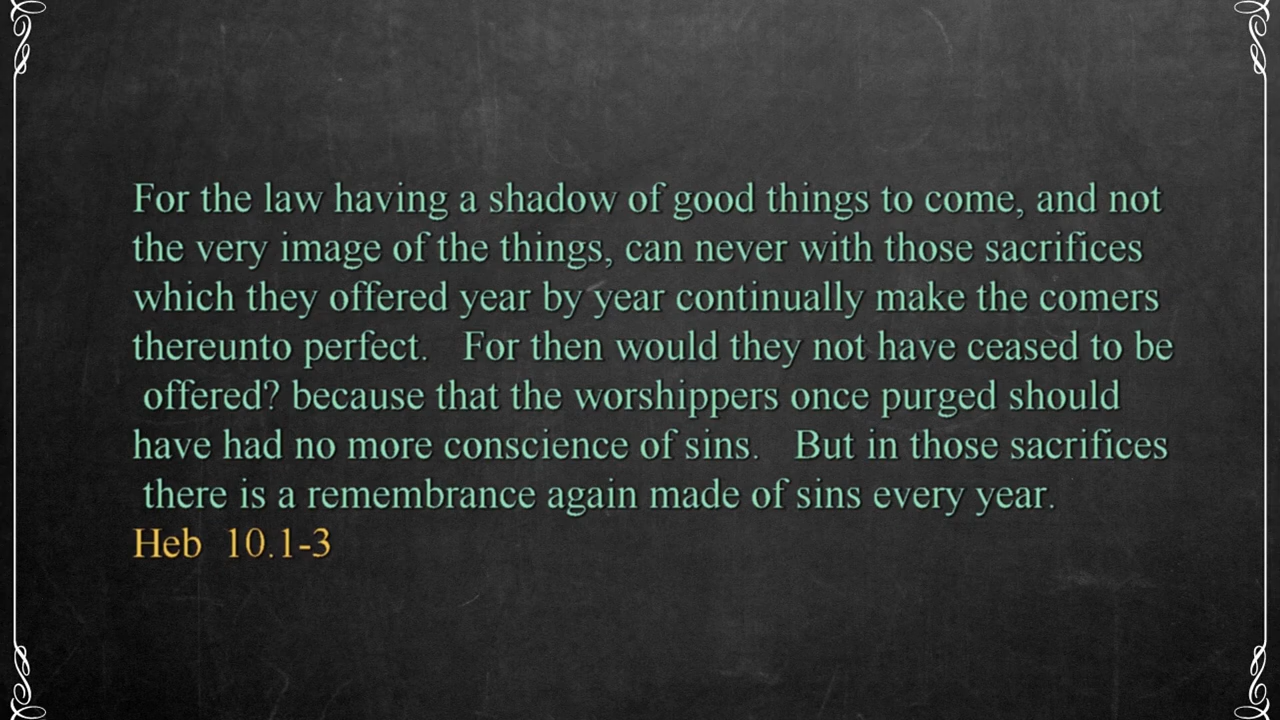 For the law having a shadow of good things to come, and not
the very image of the things, can never with those sacrifices
which they offered year by year continually make the comers
thereunto perfect.   For then would they not have ceased to be
offered? because that the worshippers once purged should
have had no more conscience of sins.   But in those sacrifices
there is a remembrance again made of sins every year.
Heb  10.1-3